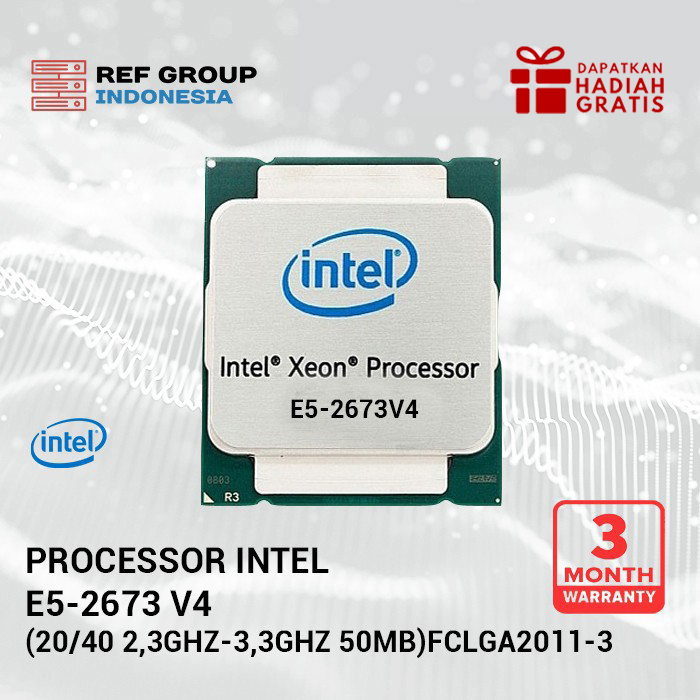 REF GROUP
INDONESIA
DAPATKAN
HADIAH
GRATIS
intel
Intel® Xeon® Processor
E5-2673V4
intel
0803
R3
3
MONTH
WARRANTY
PROCESSOR INTEL
E5-2673 V4
(20/40 2,3GHZ-3,3GHZ 50MB)FCLGA2011-3